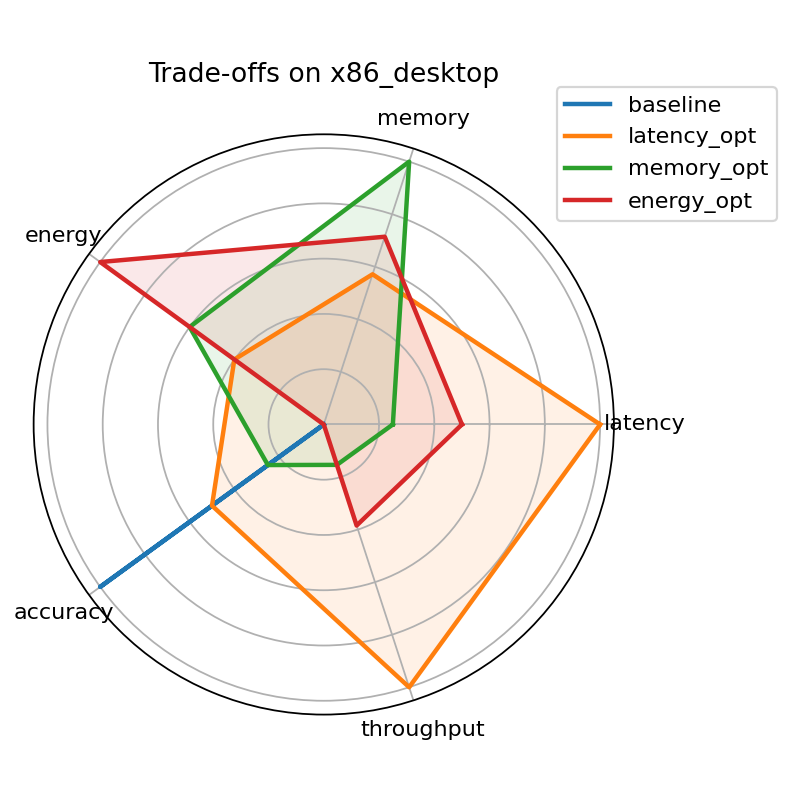 Trade-offs on x86_desktop
baseline
latency_opt
memory_opt
energy_opt
memory
energy
latency
accuracy
throughput